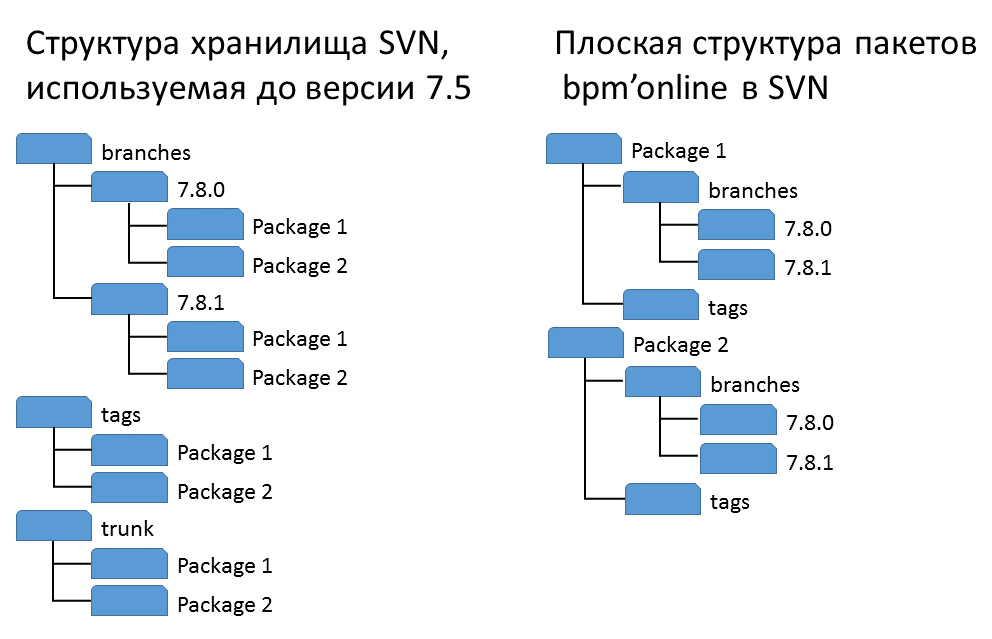 Структура хранилища SVN,
используемая до версии 7.5
branches
7.8.0
Package 1
Package 2
7.8.1
Package 1
Package 2
tags
Package 1
Package 2
trunk
Package 1
Package 2
Плоская структура пакетов
bpm’online в SVN
Package 1
branches
7.8.0
7.8.1
tags
Package 2
branches
7.8.0
7.8.1
tags